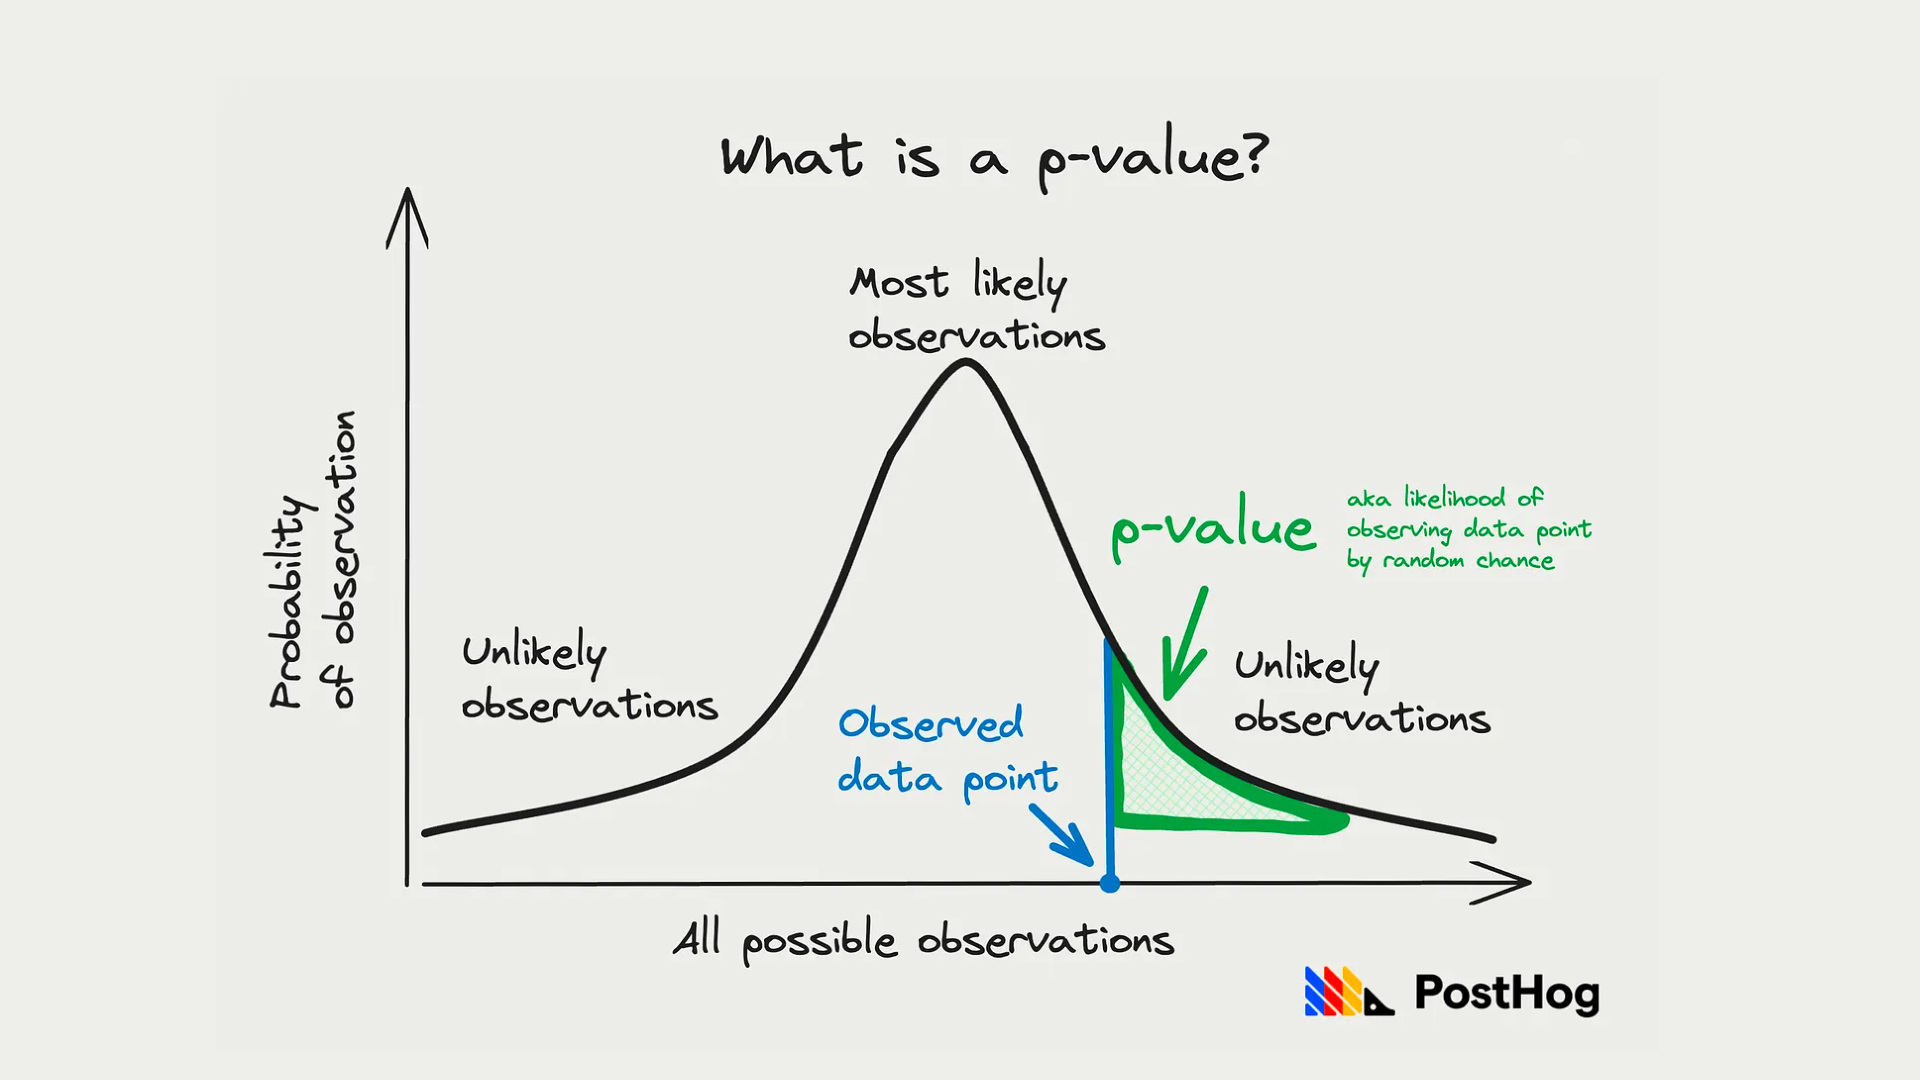 What is a p-value?
Most likely
observations
Probability
of observation
p-value
aka likelihood of
observing data point
by random chance
Unlikely
observations
Unlikely
observations
Observed
data point
All possible observations
PostHog